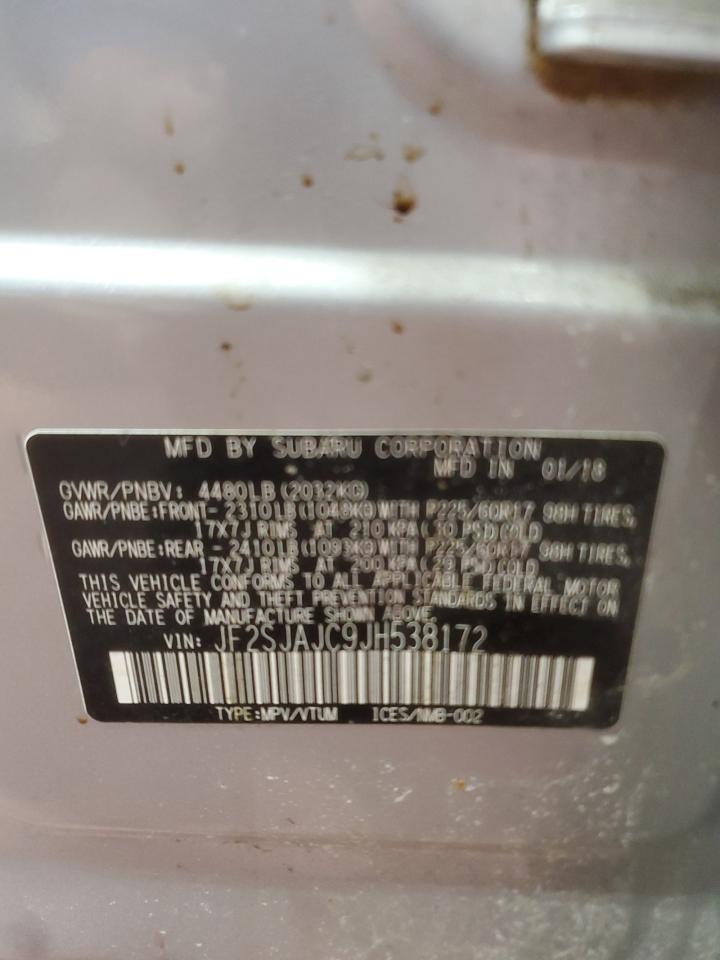 MFD BY SUBARU CORPORATION
MFD IN 01/18
GVWR/PNBV: 4480LB(2032KG)
GAWR/PNBE:FRONT- 2310LB(1048KG)WITH P225/60R17 98H TIRES,
17X7J RIMS AT 210 KPA(30 PSI)COLD
GAWR/PNBE:REAR - 2410LB(1093KG)WITH P225/60R17 98H TIRES,
17X7J RIMS AT 200 KPA(29 PSI)COLD
THIS VEHICLE CONFORMS TO ALL APPLICABLE FEDERAL MOTOR
VEHICLE SAFETY AND THEFT PREVENTION STANDARDS IN EFFECT ON
THE DATE OF MANUFACTURE SHOWN ABOVE.
VIN: JF2SJAJC9JH538172
TYPE:MPV/VTUM ICES/NMB-002